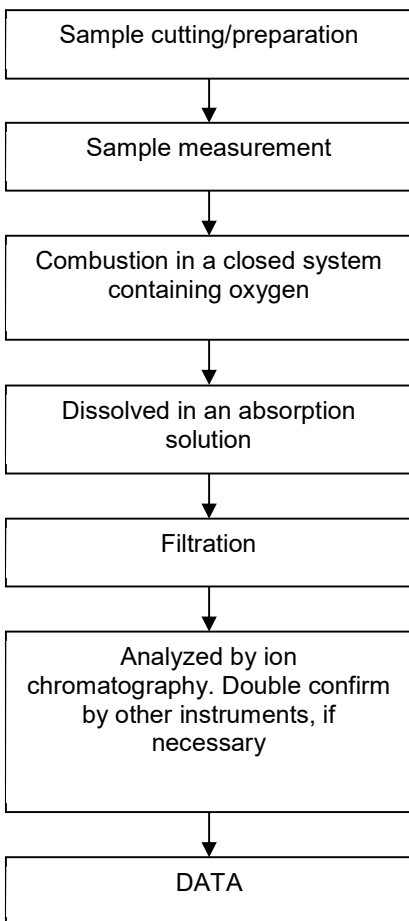 Sample cutting/preparation
Sample measurement
Combustion in a closed system
containing oxygen
Dissolved in an absorption
solution
Filtration
Analyzed by ion
chromatography. Double confirm
by other instruments, if
necessary
DATA